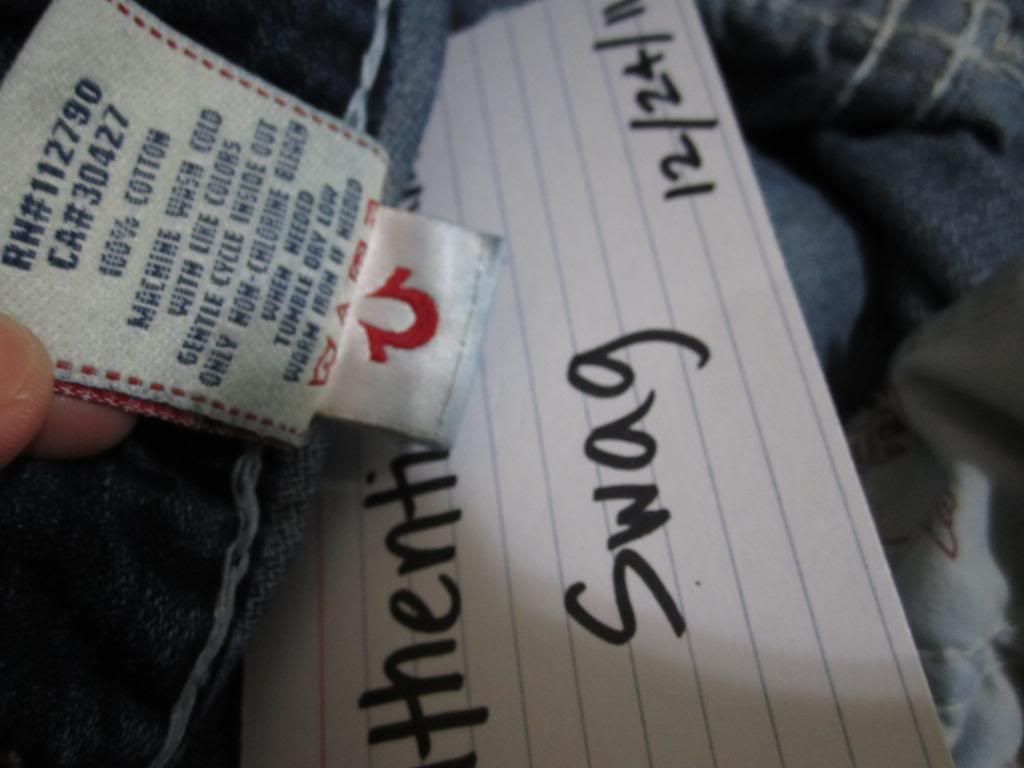 RN#112790
CA#30427
100% COTTON
MACHINE WASH COLD
WITH LIKE COLORS
GENTLE CYCLE INSIDE OUT
ONLY NON-CHLORINE BLEACH
WHEN NEEDED
TUMBLE DRY LOW
WARM IRON IF NEEDED
thenti
Swag
12/24/11